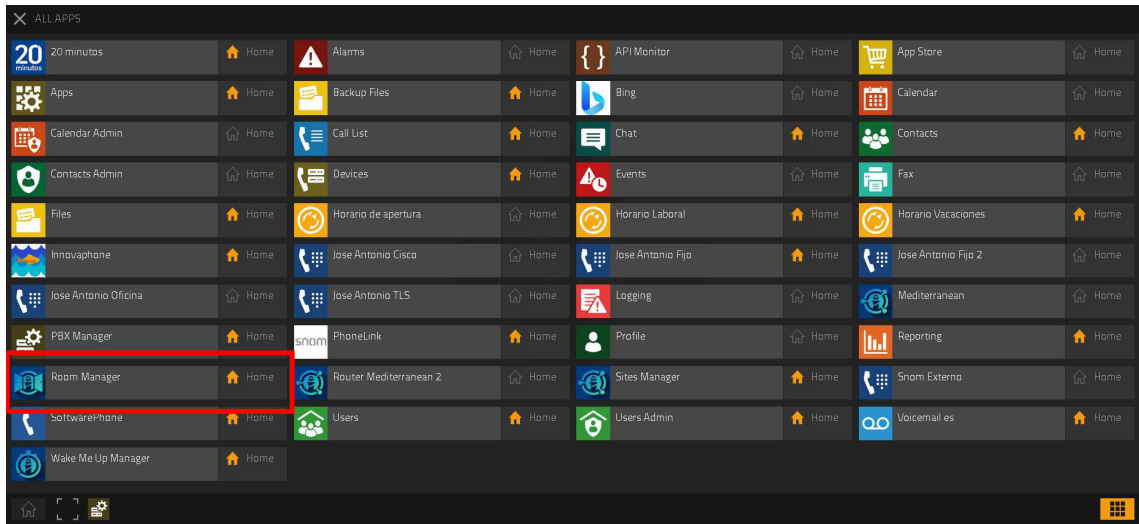 ALL APPS
20 minutos Home Alarms Home API Monitor Home App Store Home
20
minutos
Apps Home Backup Files Home Bing Home Calendar Home
Calendar Admin Home Call List Home Chat Home Contacts Home
Contacts Admin Home Devices Home Events Home Fax Home
Files Home Horario de apertura Home Horario Laboral Home Horario Vacaciones Home
Innovaphone Home Jose Antonio Cisco Home Jose Antonio Fijo Home Jose Antonio Fijo 2 Home
Jose Antonio Oficina Home Jose Antonio TLS Home Logging Home Mediterranean Home
PBX Manager Home snom PhoneLink Home Profile Home Reporting Home
Room Manager Home Router Mediterranean 2 Home Sites Manager Home Snom Externo Home
SoftwarePhone Home Users Home Users Admin Home Voicemail es Home
Wake Me Up Manager Home